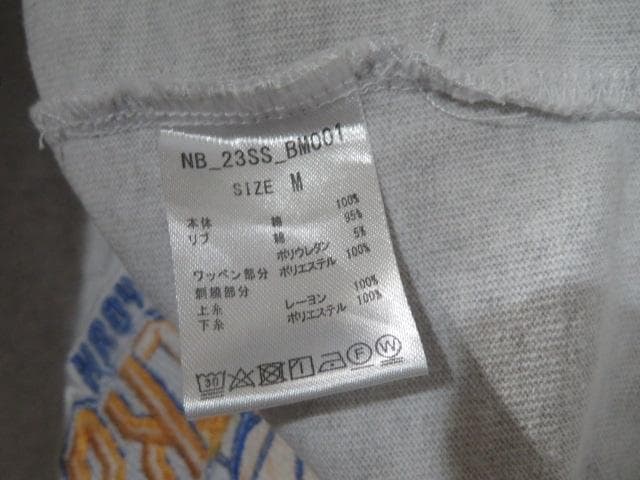 NB_23SS_BM001
SIZE M
本体 綿 100%
リブ 綿 95%
ポリウレタン 5%
ワッペン部分 ポリエステル 100%
刺繍部分
上糸 レーヨン 100%
下糸 ポリエステル 100%
30 F W